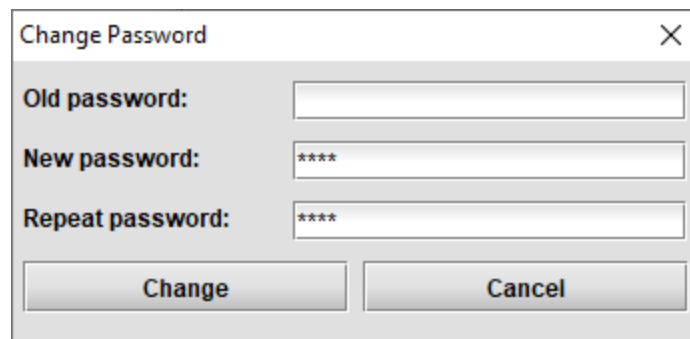 Change Password
Old password:
New password: ****
Repeat password: ****
Change Cancel